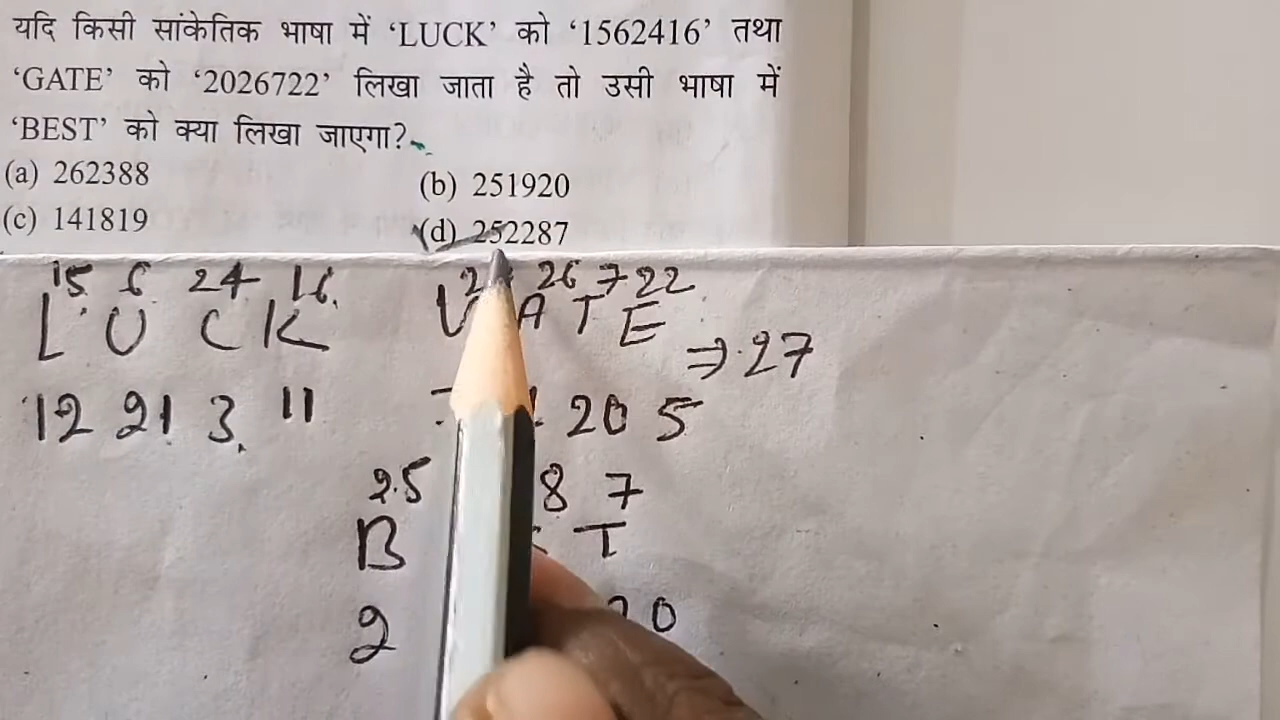 यदि किसी सांकेतिक भाषा में ‘LUCK’ को ‘1562416’ तथा
‘GATE’ को ‘2026722’ लिखा जाता है तो उसी भाषा में
‘BEST’ को क्या लिखा जाएगा?
(a) 262388 (b) 251920
(c) 141819 (d) 252287
15 6 24 16 26 7 22
L U C K A T E
⇒ 27
12 21 3 11 20 5
25 8 7
B T
2 20